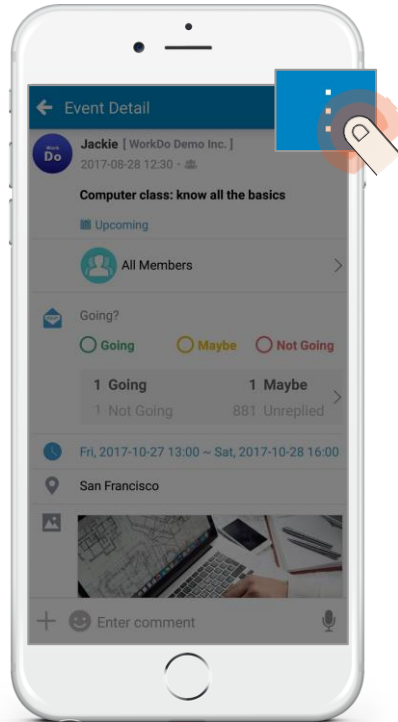 Event Detail
Work
Do
Jackie [ WorkDo Demo Inc. ]
2017-08-28 12:30 •
Computer class: know all the basics
Upcoming
All Members
Going?
Going Maybe Not Going
1 Going 1 Maybe
1 Not Going 881 Unreplied
Fri, 2017-10-27 13:00 ~ Sat, 2017-10-28 16:00
San Francisco
Enter comment